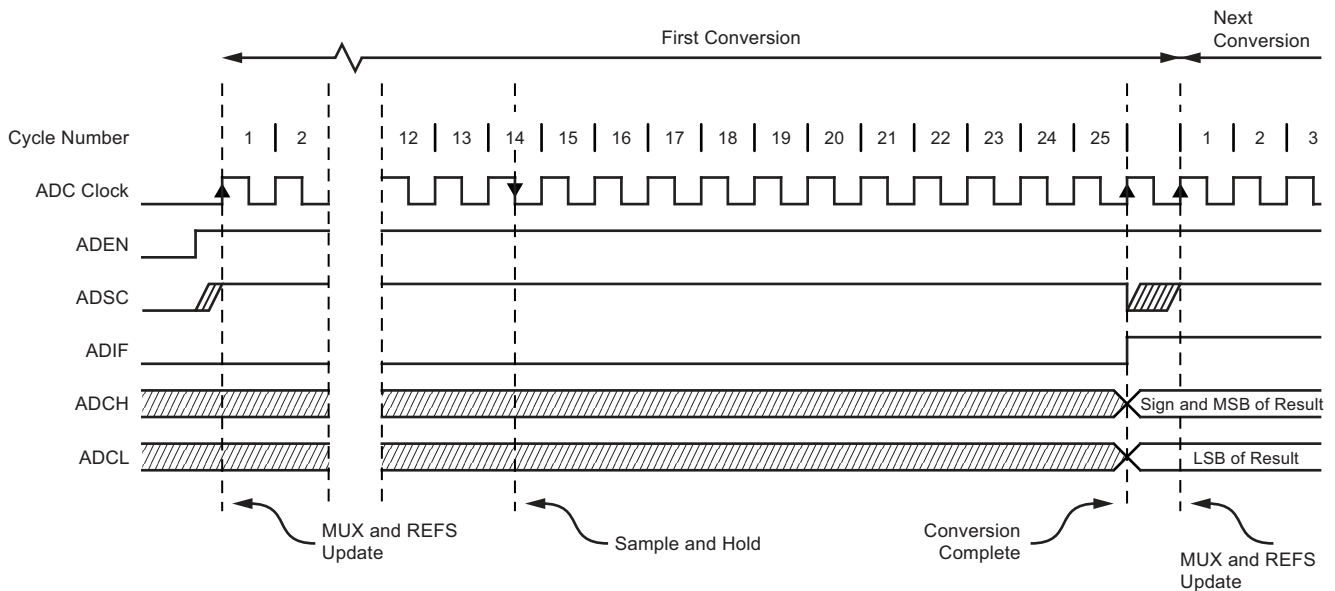 Next
Conversion
First Conversion
Cycle Number 1 2 12 13 14 15 16 17 18 19 20 21 22 23 24 25 1 2 3
ADC Clock
ADEN
ADSC
ADIF
ADCH
Sign and MSB of Result
ADCL
LSB of Result
MUX and REFS
Update
Sample and Hold
Conversion
Complete
MUX and REFS
Update